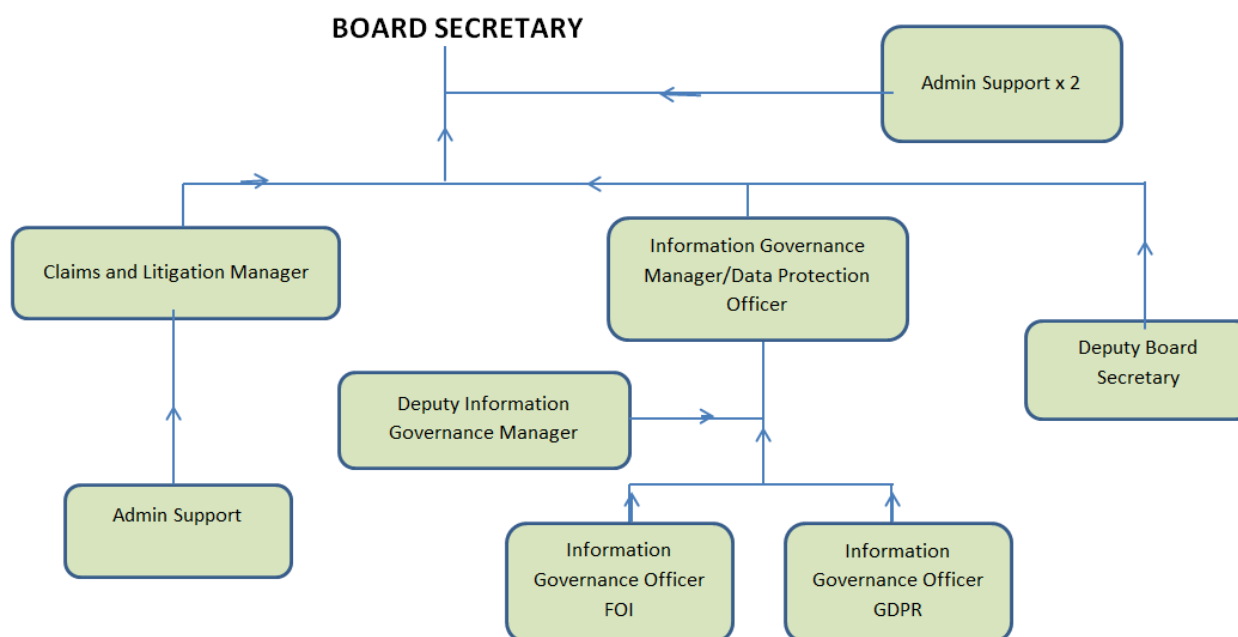 BOARD SECRETARY
Admin Support x 2
Claims and Litigation Manager
Information Governance
Manager/Data Protection
Officer
Deputy Board
Secretary
Deputy Information
Governance Manager
Admin Support
Information
Governance Officer
FOI
Information
Governance Officer
GDPR